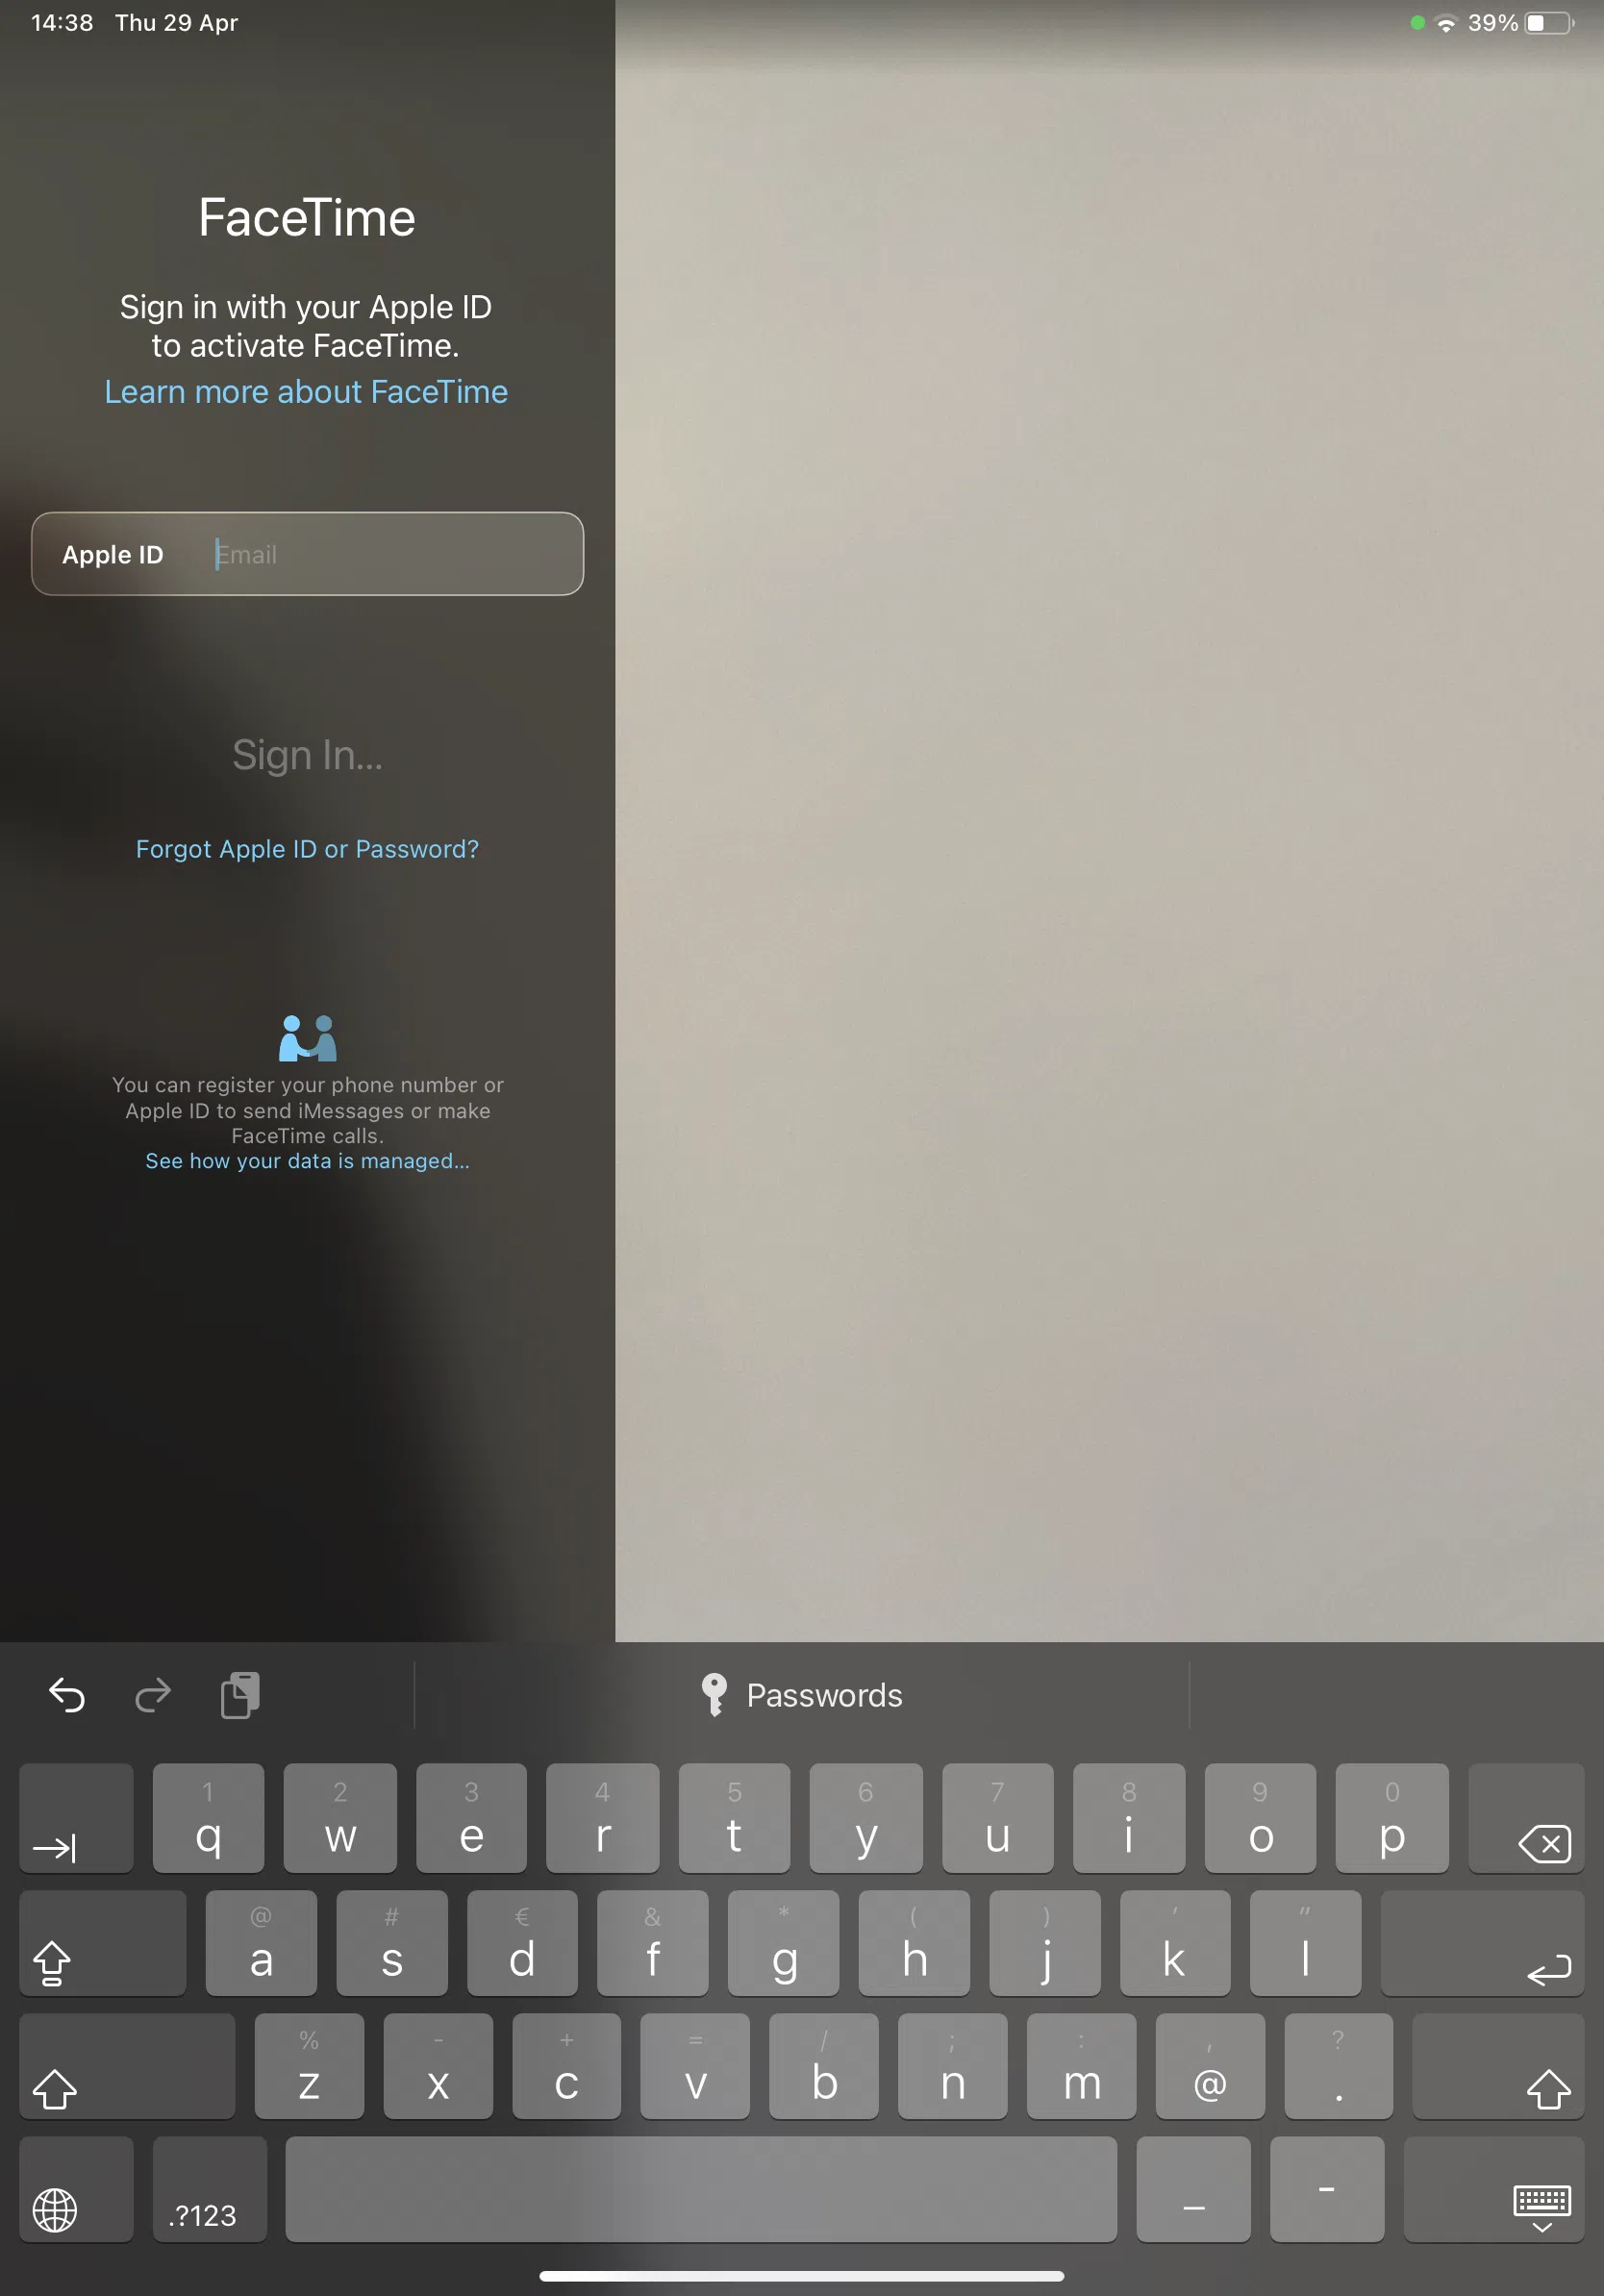 14:38 Thu 29 Apr
39%
FaceTime
Sign in with your Apple ID
to activate FaceTime.
Learn more about FaceTime
Apple ID Email
Sign In...
Forgot Apple ID or Password?
You can register your phone number or
Apple ID to send iMessages or make
FaceTime calls.
See how your data is managed...
Passwords
1 2 3 4 5 6 7 8 9 0
q w e r t y u i o p
@ # € & * ( ) ' "
a s d f g h j k l
% - + = / ; : , ?
z x c v b n m @ .
.?123 _ -